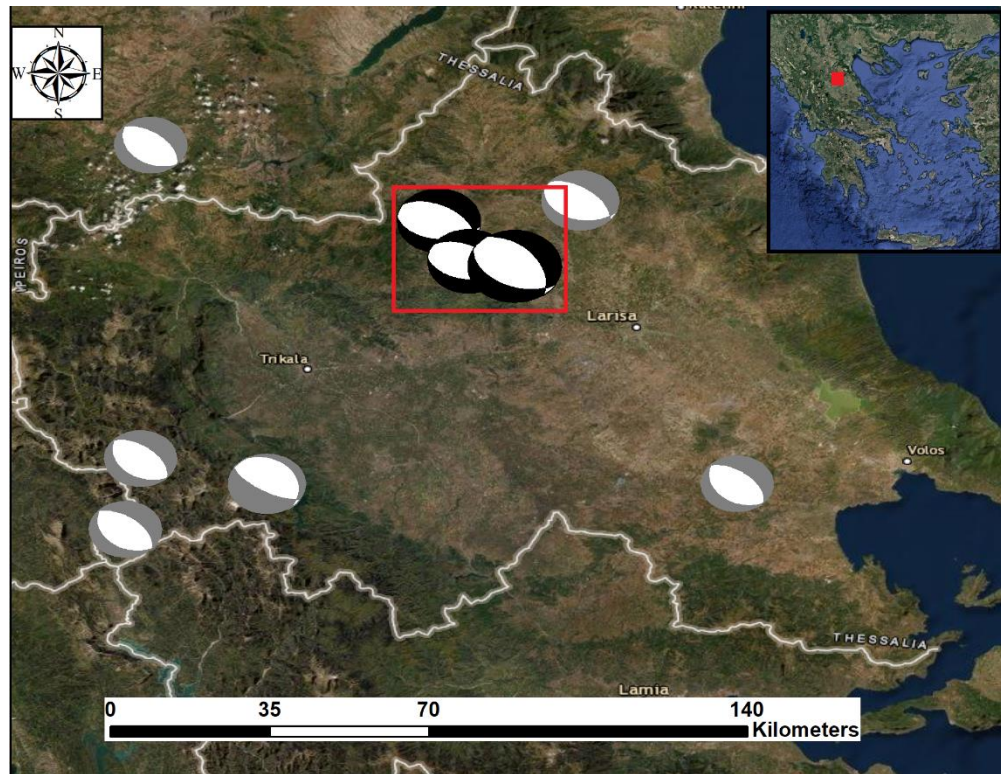 N
W E
S
THESSALIA
PEIROS
Larisa
Trikala
Volos
THESSALIA
Lamia
0 35 70 140
Kilometers